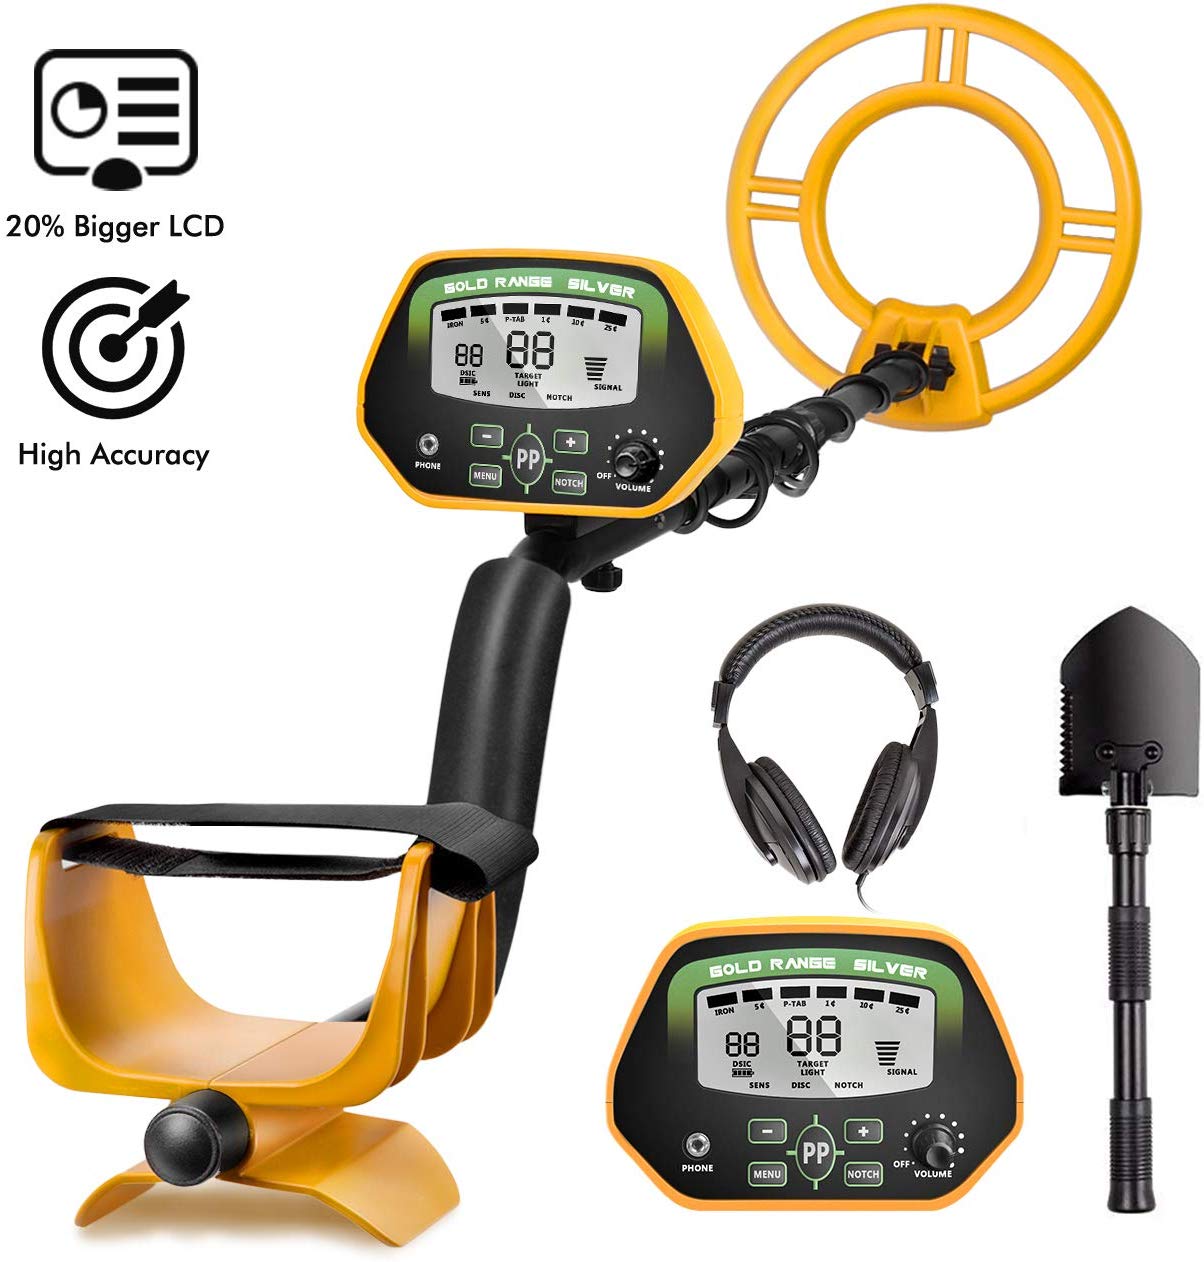 20% Bigger LCD
High Accuracy
GOLD RANGE SILVER
IRON 5¢ P-TAB 1¢ 10¢ 25¢
88 88
DSIC TARGET
LIGHT SIGNAL
SENS DISC NOTCH
- +
PHONE PP
MENU NOTCH OFF VOLUME
GOLD RANGE SILVER
IRON 5¢ P-TAB 1¢ 10¢ 25¢
88 88
DSIC TARGET
LIGHT SIGNAL
SENS DISC NOTCH
- +
PHONE PP
MENU NOTCH OFF VOLUME